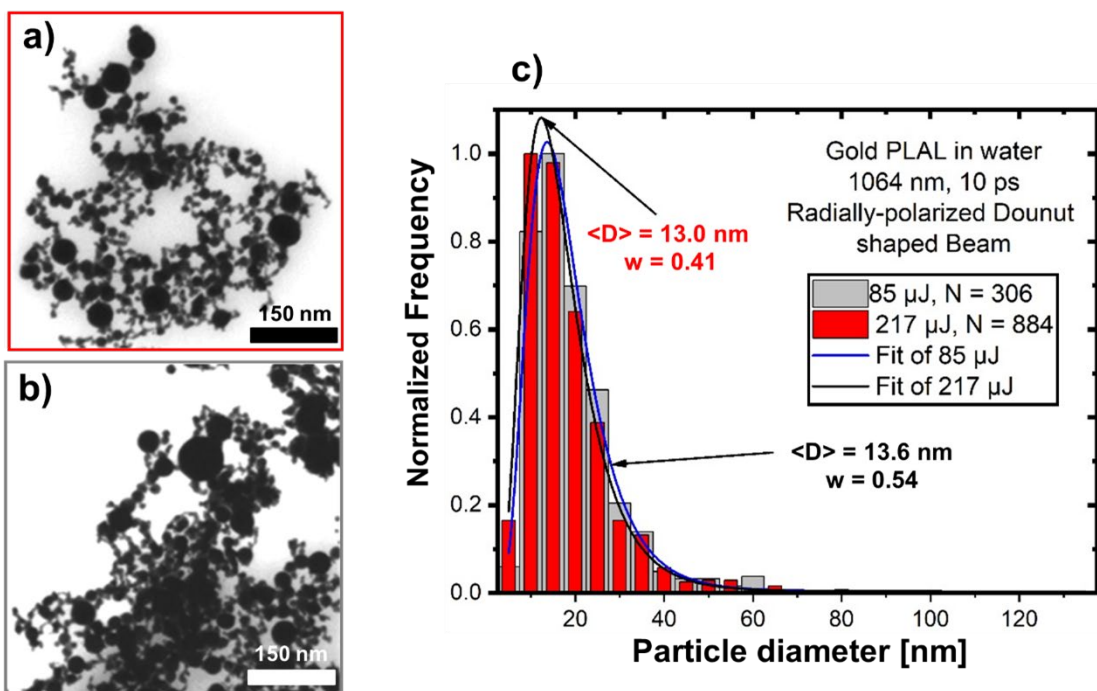 a)
150 nm
b)
150 nm
c)
Normalized Frequency
1.0
0.8
0.6
0.4
0.2
0.0
20
40
60
80
100
120
Particle diameter [nm]
<D> = 13.0 nm
w = 0.41
<D> = 13.6 nm
w = 0.54
Gold PLAL in water
1064 nm, 10 ps
Radially-polarized Dounut
shaped Beam
85 µJ, N = 306
217 µJ, N = 884
Fit of 85 µJ
Fit of 217 µJ